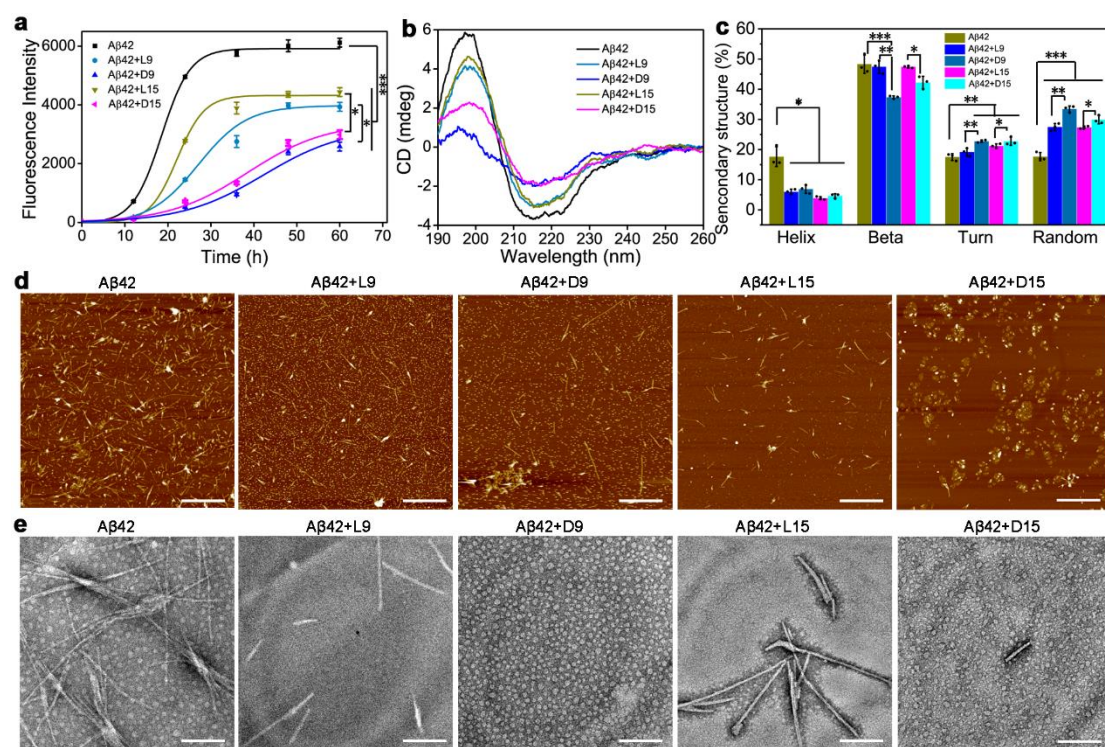 a
Fluorescence Intensity
6000
4000
2000
0
0 10 20 30 40 50 60 70
Time (h)
Aβ42
Aβ42+L9
Aβ42+D9
Aβ42+L15
Aβ42+D15
*
*
***
b
CD (mdeg)
6
4
2
0
-2
-4
190 200 210 220 230 240 250 260
Wavelength (nm)
Aβ42
Aβ42+L9
Aβ42+D9
Aβ42+L15
Aβ42+D15
c
Sencondary structure (%)
60
50
40
30
20
10
0
Aβ42
Aβ42+L9
Aβ42+D9
Aβ42+L15
Aβ42+D15
*
***
**
*
**
**
*
***
**
*
Helix Beta Turn Random
d
Aβ42 Aβ42+L9 Aβ42+D9 Aβ42+L15 Aβ42+D15
e
Aβ42 Aβ42+L9 Aβ42+D9 Aβ42+L15 Aβ42+D15